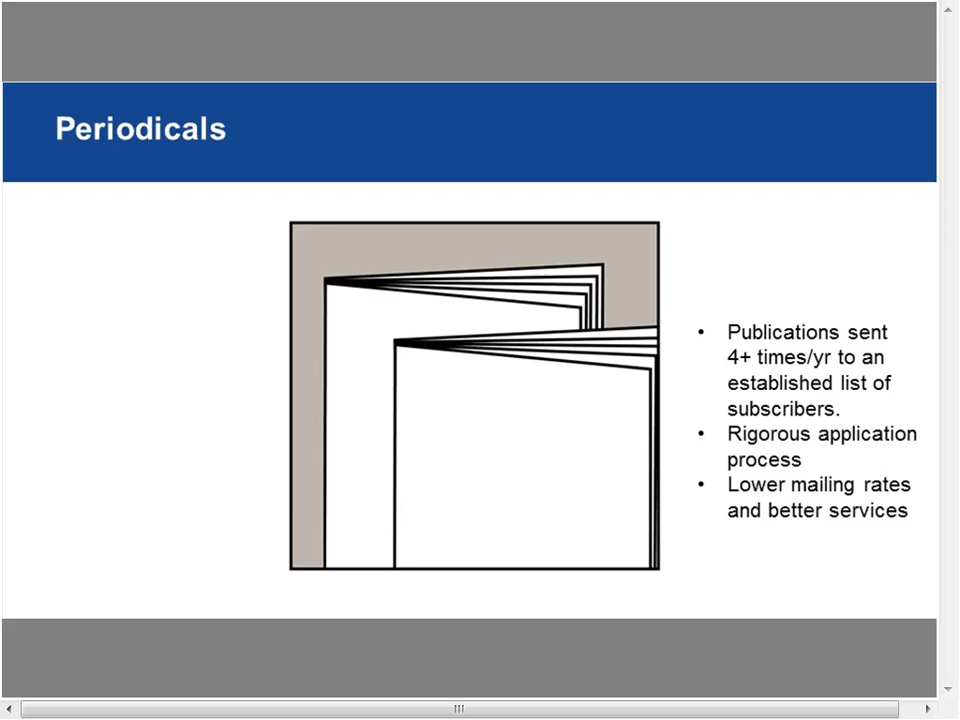 Periodicals
• Publications sent
4+ times/yr to an
established list of
subscribers.
• Rigorous application
process
• Lower mailing rates
and better services